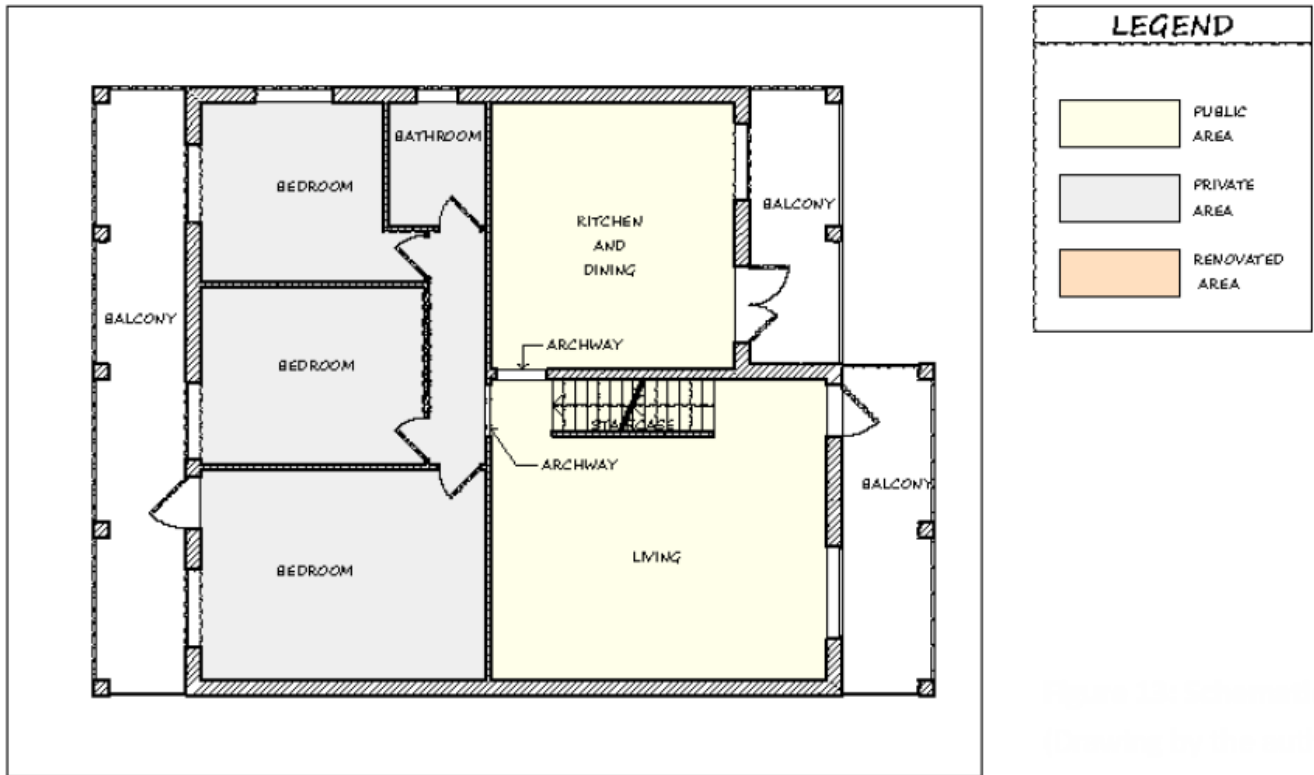 LEGEND
PUBLIC
AREA
PRIVATE
AREA
RENOVATED
AREA
BATHROOM
BEDROOM
KITCHEN
AND
DINING
BALCONY
BALCONY
BEDROOM
ARCHWAY
STAIRCASE
ARCHWAY
BALCONY
LIVING
BEDROOM